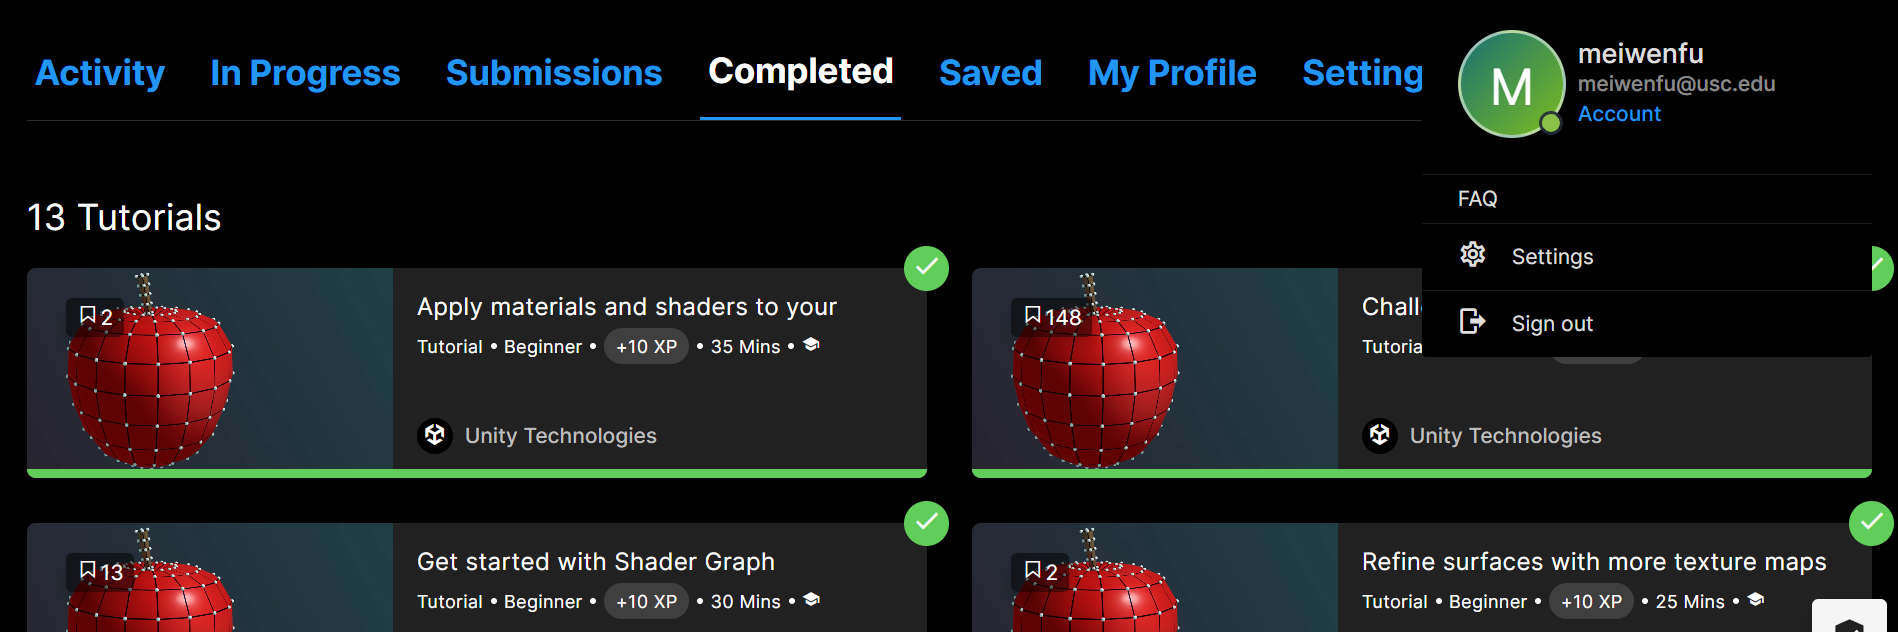 Activity In Progress Submissions Completed Saved My Profile Setting
M
meiwenfu
meiwenfu@usc.edu
Account
FAQ
Settings
Sign out
13 Tutorials
2
Apply materials and shaders to your
Tutorial • Beginner • +10 XP • 35 Mins •
Unity Technologies
148
Chall
Tutoria
Unity Technologies
13
Get started with Shader Graph
Tutorial • Beginner • +10 XP • 30 Mins •
2
Refine surfaces with more texture maps
Tutorial • Beginner • +10 XP • 25 Mins •